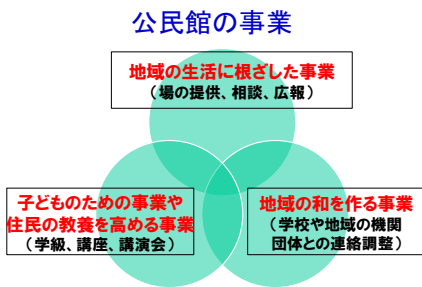 公民館の事業
地域の生活に根ざした事業
（場の提供、相談、広報）
子どものための事業や
住民の教養を高める事業
（学級、講座、講演会）
地域の和を作る事業
（学校や地域の機関
団体との連絡調整）